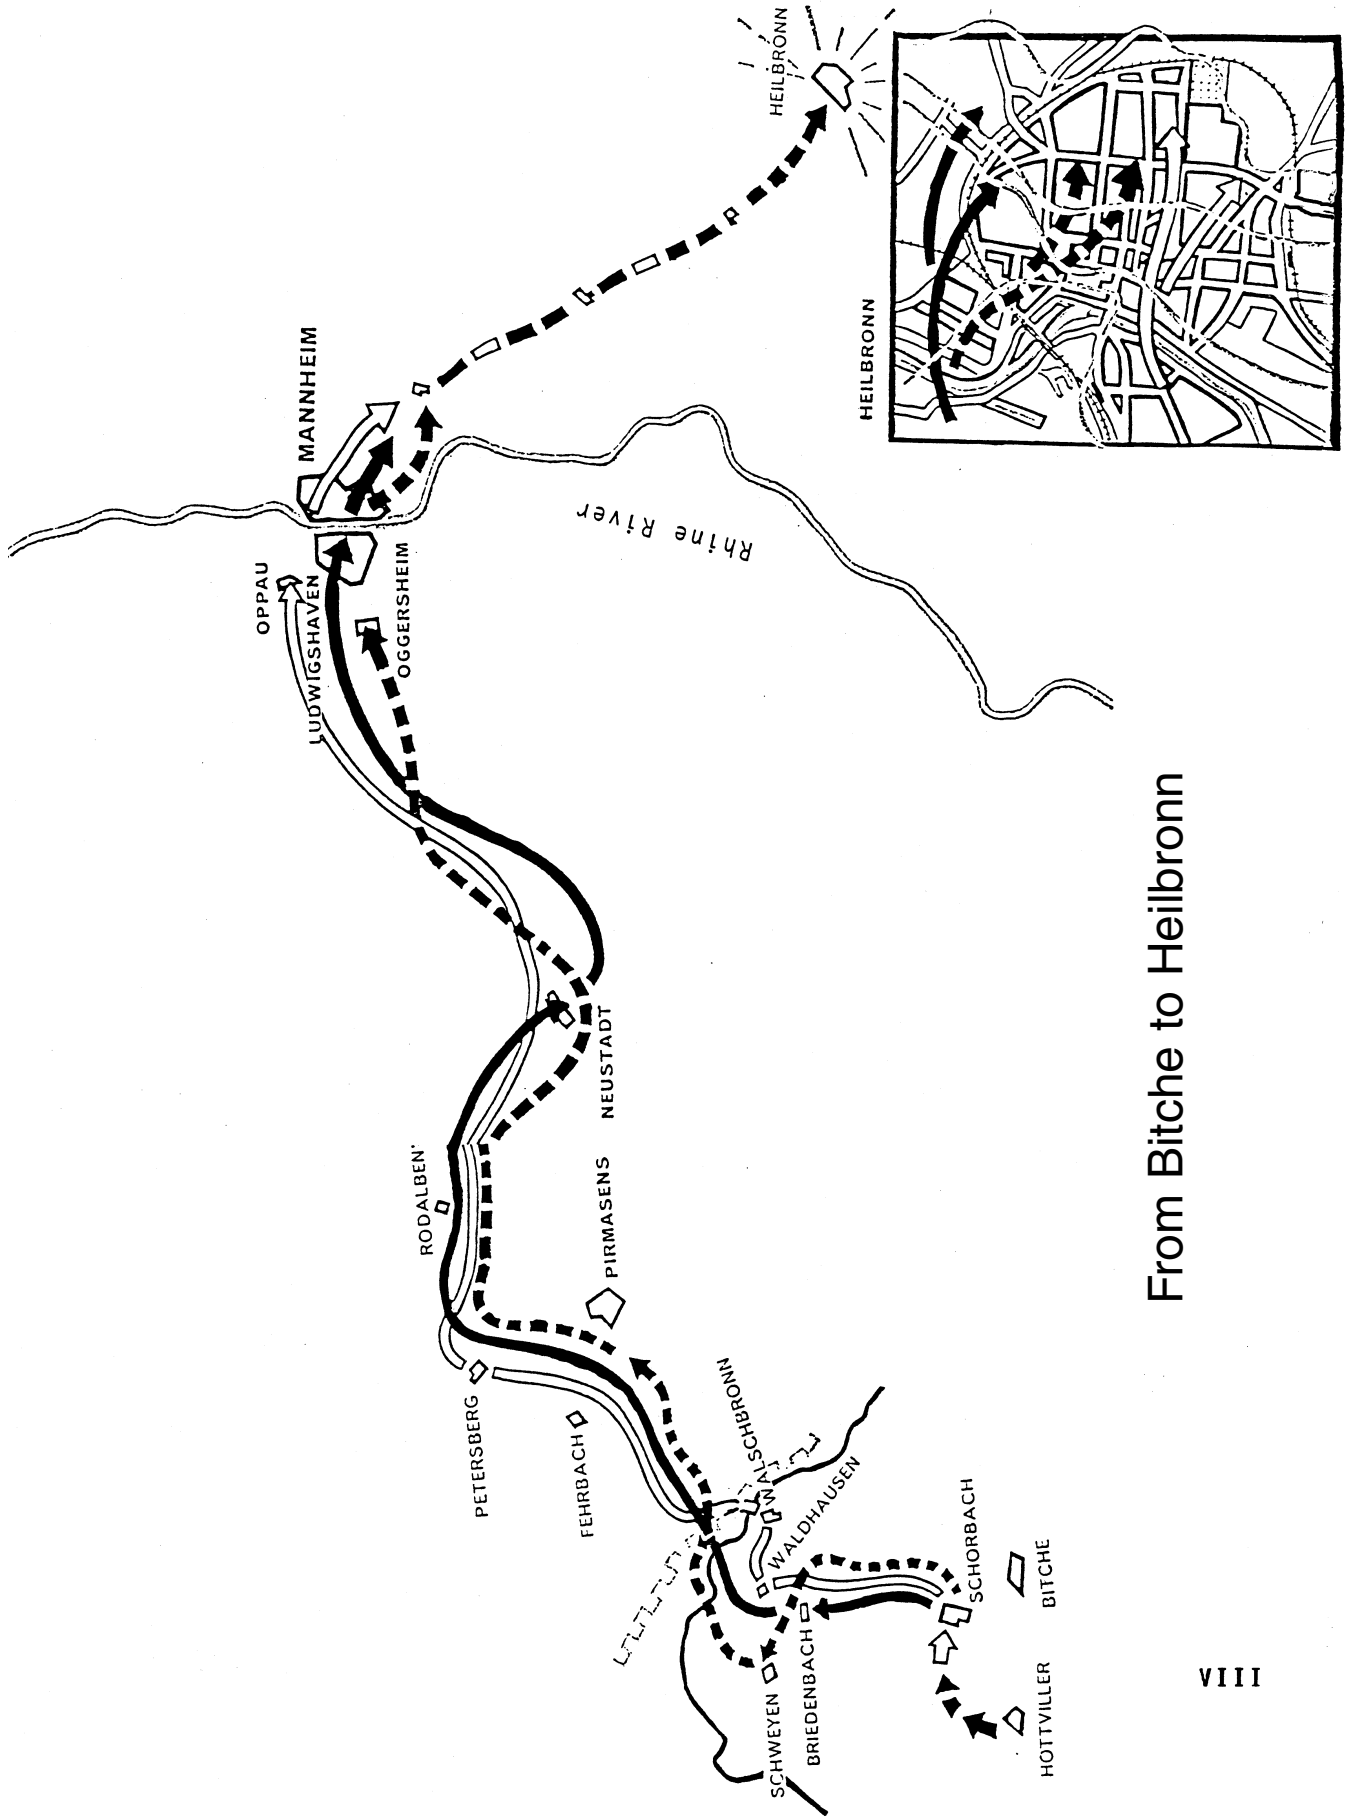 HEILBRONN
HEILBRONN
MANNHEIM
Rhine River
OPPAU
LUDWIGSHAVEN
OGGERSHEIM
NEUSTADT
RODALBEN
PIRMASENS
PETERSBERG
FEHRBACH
WALSCHBRONN
WALDHAUSEN
SCHORBACH
BITCHE
SCHWEYEN
BRIEDENBACH
HOTTVILLER
From Bitche to Heilbronn
VIII